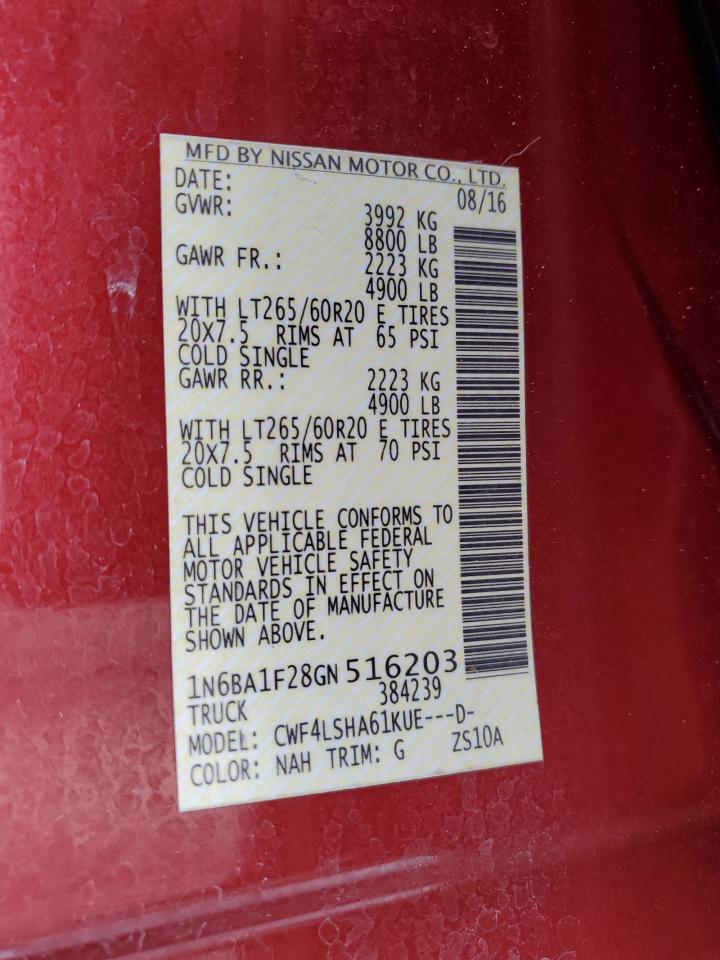 MFD BY NISSAN MOTOR CO., LTD.
DATE: 08/16
GVWR: 3992 KG
8800 LB
GAWR FR.: 2223 KG
4900 LB
WITH LT265/60R20 E TIRES
20X7.5 RIMS AT 65 PSI
COLD SINGLE
GAWR RR.: 2223 KG
4900 LB
WITH LT265/60R20 E TIRES
20X7.5 RIMS AT 70 PSI
COLD SINGLE
THIS VEHICLE CONFORMS TO
ALL APPLICABLE FEDERAL
MOTOR VEHICLE SAFETY
STANDARDS IN EFFECT ON
THE DATE OF MANUFACTURE
SHOWN ABOVE.
1N6BA1F28GN 516203
384239
TRUCK
MODEL: CWF4LSHA61KUE---D-
COLOR: NAH TRIM: G ZS10A